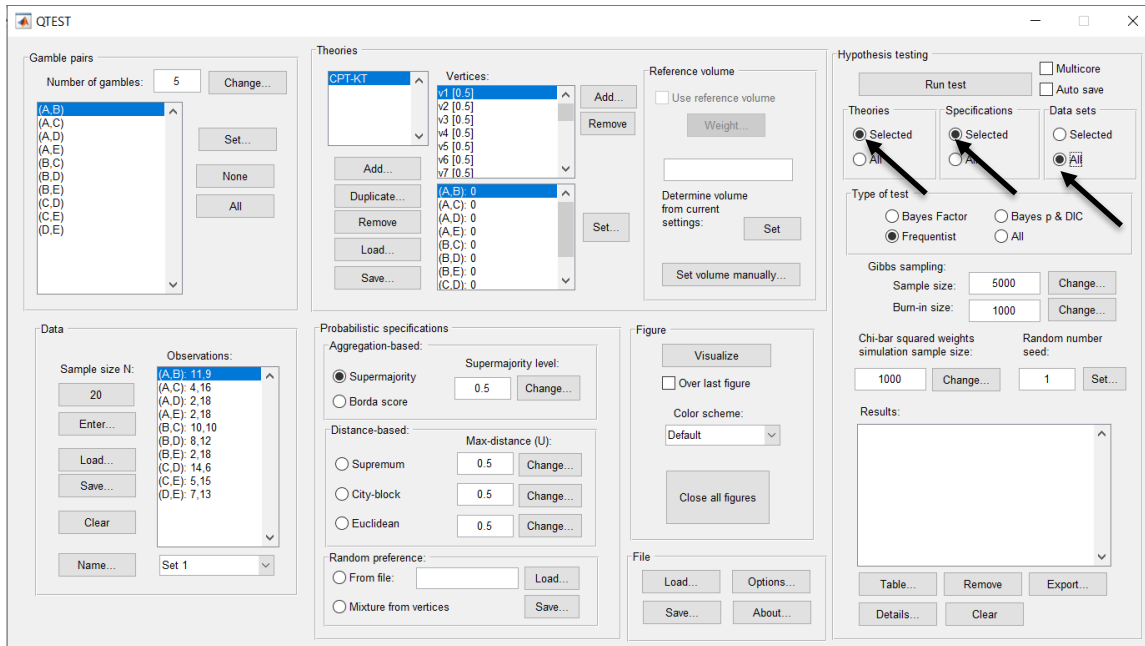 QTEST
Gamble pairs
Number of gambles: 5 Change...
(A,B)
(A,C)
(A,D)
(A,E)
(B,C)
(B,D)
(B,E)
(C,D)
(C,E)
(D,E)
Set...
None
All
Theories
CPT-KT
Vertices:
v1 [0.5]
v2 [0.5]
v3 [0.5]
v4 [0.5]
v5 [0.5]
v6 [0.5]
v7 [0.5]
Add...
Remove
Add...
Duplicate...
Remove
Load...
Save...
(A,B): 0
(A,C): 0
(A,D): 0
(A,E): 0
(B,C): 0
(B,D): 0
(B,E): 0
(C,D): 0
Set...
Reference volume
Use reference volume
Weight...
Determine volume
from current
settings:
Set
Set volume manually...
Hypothesis testing
Run test
Multicore
Auto save
Theories
Selected
All
Specifications
Selected
All
Data sets
Selected
All
Type of test
Bayes Factor
Bayes p & DIC
Frequentist
All
Gibbs sampling:
Sample size: 5000 Change...
Burn-in size: 1000 Change...
Chi-bar squared weights
simulation sample size:
1000 Change...
Random number
seed:
1 Set...
Results:
Table...
Remove
Export...
Details...
Clear
Data
Sample size N:
20
Enter...
Load...
Save...
Clear
Name...
Observations:
(A,B): 11,9
(A,C): 4,16
(A,D): 2,18
(A,E): 2,18
(B,C): 10,10
(B,D): 8,12
(B,E): 2,18
(C,D): 14,6
(C,E): 5,15
(D,E): 7,13
Set 1
Probabilistic specifications
Aggregation-based:
Supermajority
Borda score
Supermajority level:
0.5 Change...
Distance-based:
Max-distance (U):
Supremum 0.5 Change...
City-block 0.5 Change...
Euclidean 0.5 Change...
Random preference:
From file: Load...
Mixture from vertices Save...
Figure
Visualize
Over last figure
Color scheme:
Default
Close all figures
File
Load...
Options...
Save...
About...